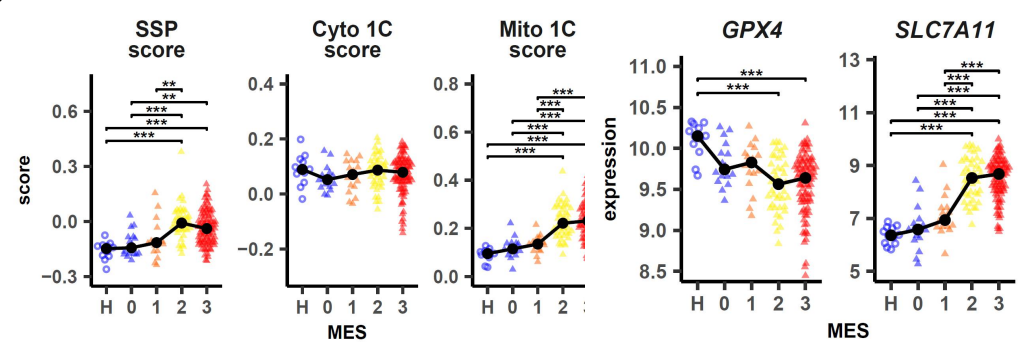 SSP
score
Cyto 1C
score
Mito 1C
score
GPX4
SLC7A11
score
0.6
0.3
0.0
−0.3
**
**
***
***
***
H 0 1 2 3
0.4
0.2
0.0
−0.2
H 0 1 2 3
MES
0.8
0.6
0.4
0.2
0.0
***
***
***
***
***
***
H 0 1 2
expression
11.0
10.5
10.0
9.5
9.0
8.5
***
***
H 0 1 2 3
13
11
9
7
5
***
***
***
***
***
***
H 0 1 2 3
MES